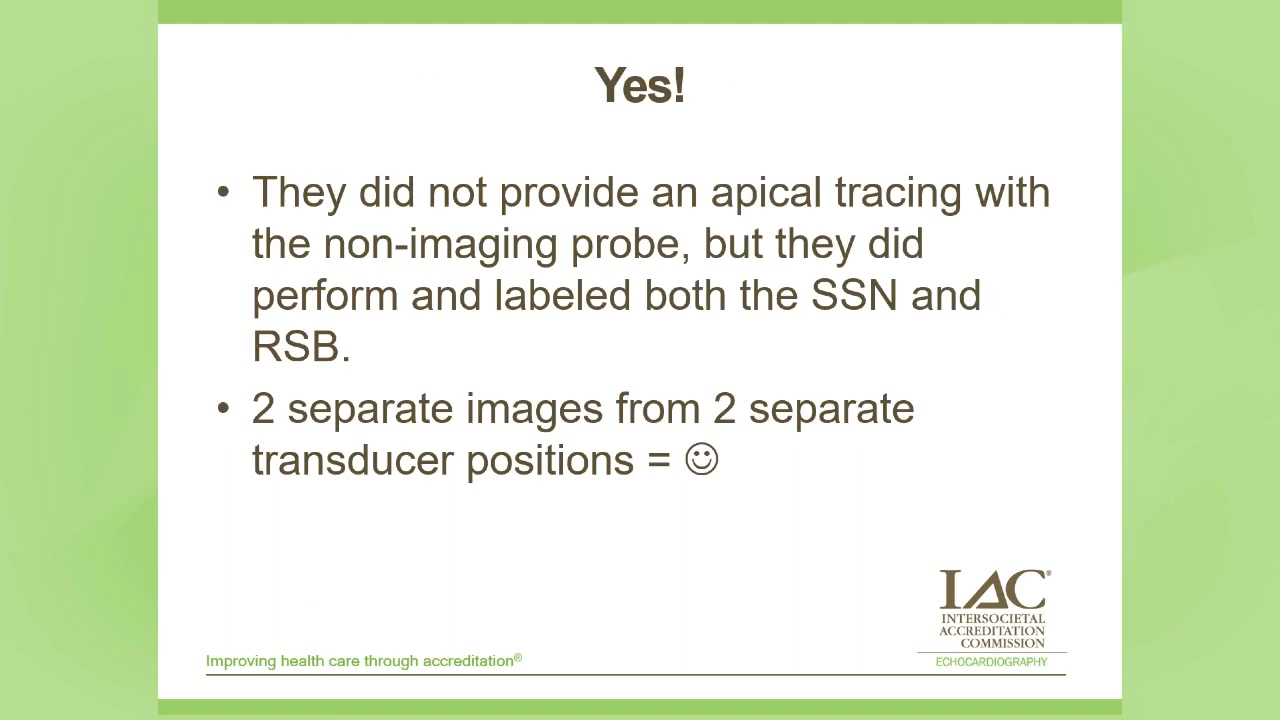 Yes!
• They did not provide an apical tracing with
the non-imaging probe, but they did
perform and labeled both the SSN and
RSB.
• 2 separate images from 2 separate
transducer positions = ☺
IAC®
INTERSOCIETAL
ACCREDITATION
COMMISSION
ECHOCARDIOGRAPHY
Improving health care through accreditation®